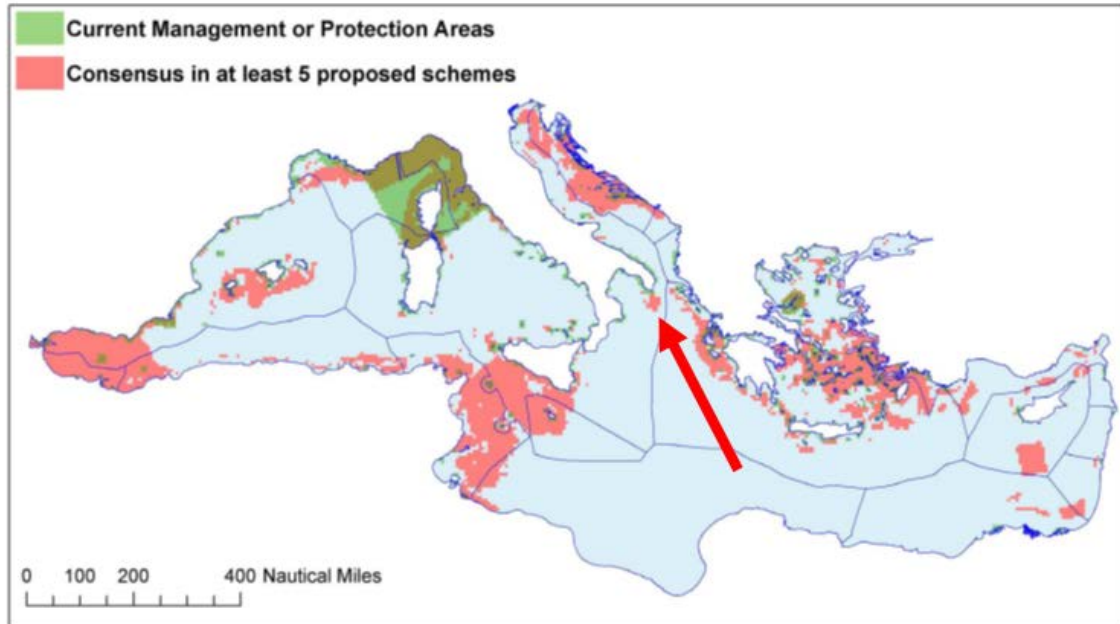 Current Management or Protection Areas
Consensus in at least 5 proposed schemes
0 100 200 400 Nautical Miles